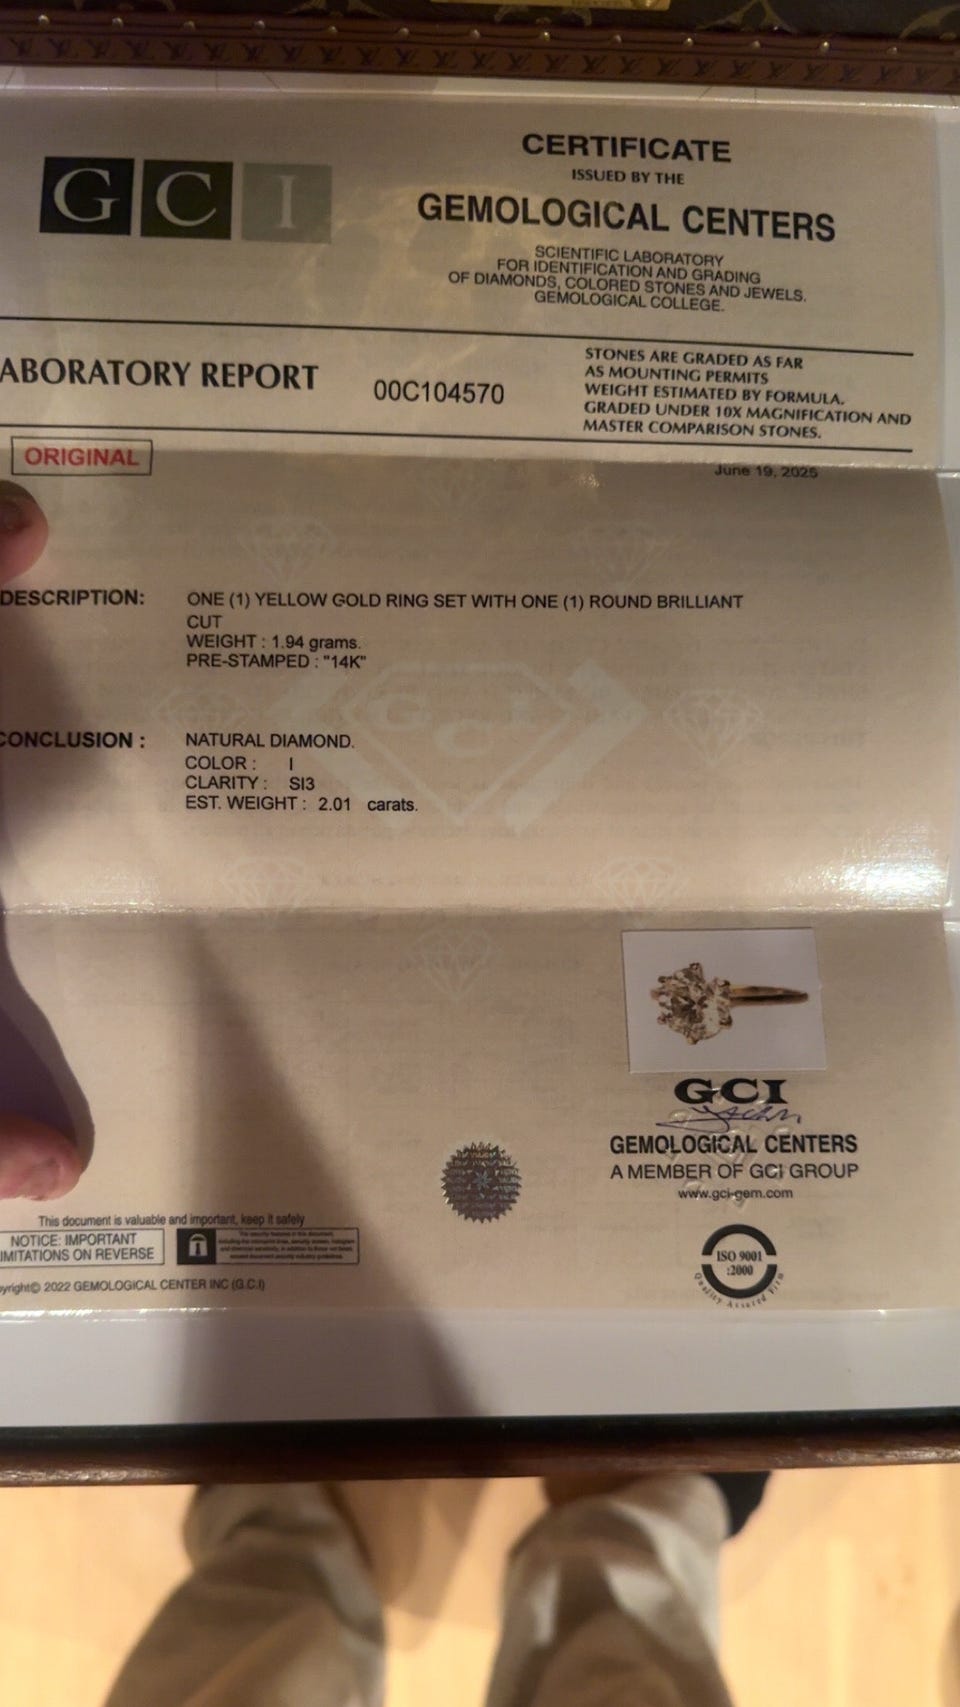 GCI
CERTIFICATE
ISSUED BY THE
GEMOLOGICAL CENTERS
SCIENTIFIC LABORATORY
FOR IDENTIFICATION AND GRADING
OF DIAMONDS, COLORED STONES AND JEWELS.
GEMOLOGICAL COLLEGE.
ABORATORY REPORT
00C104570
STONES ARE GRADED AS FAR
AS MOUNTING PERMITS
WEIGHT ESTIMATED BY FORMULA.
GRADED UNDER 10X MAGNIFICATION AND
MASTER COMPARISON STONES.
ORIGINAL
June 19, 2025
DESCRIPTION: ONE (1) YELLOW GOLD RING SET WITH ONE (1) ROUND BRILLIANT
CUT
WEIGHT : 1.94 grams.
PRE-STAMPED : "14K"
CONCLUSION : NATURAL DIAMOND.
COLOR : I
CLARITY : SI3
EST. WEIGHT : 2.01 carats.
GCI
GCI
GEMOLOGICAL CENTERS
A MEMBER OF GCI GROUP
www.gci-gem.com
This document is valuable and important, keep it safely
NOTICE: IMPORTANT
IMITATIONS ON REVERSE
yright© 2022 GEMOLOGICAL CENTER INC (G.C.I)
ISO 9001
:2000
Quality Assured Firm